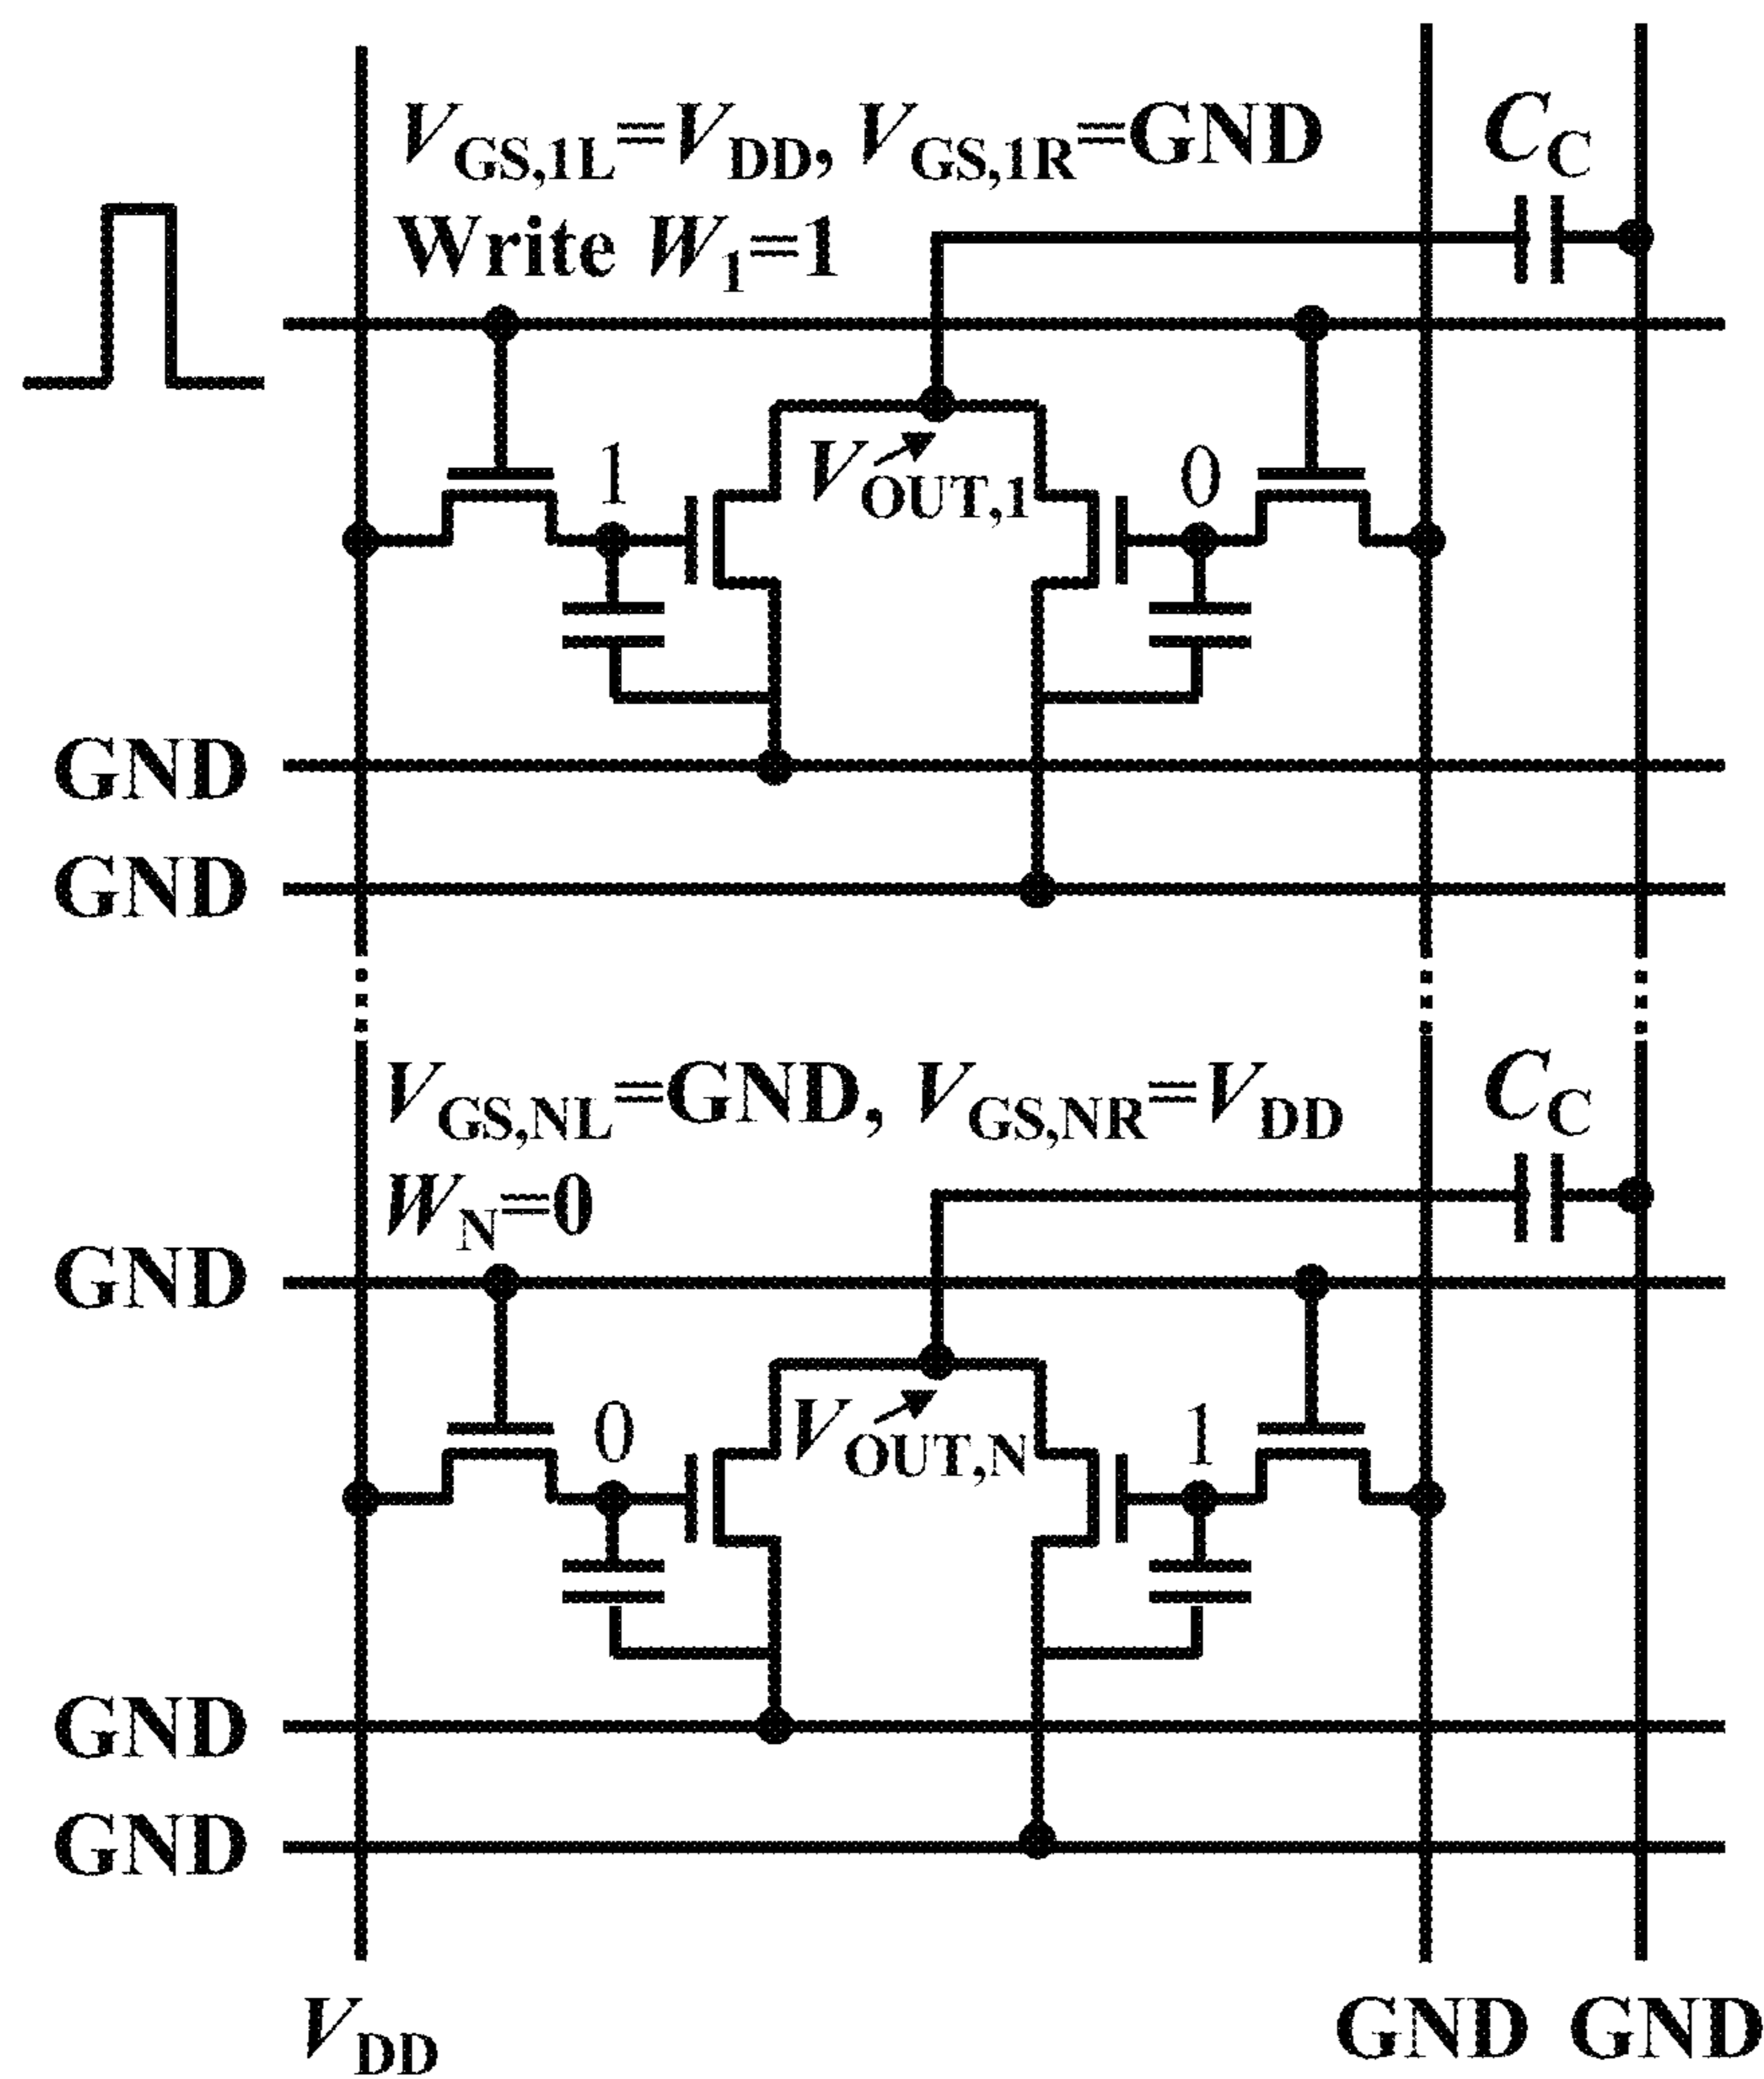 V_GS,1L=V_DD, V_GS,1R=GND
C_C
Write W_1=1
1
V_OUT,1
0
GND
GND
V_GS,NL=GND, V_GS,NR=V_DD
C_C
W_N=0
GND
0
V_OUT,N
1
GND
GND
V_DD
GND
GND